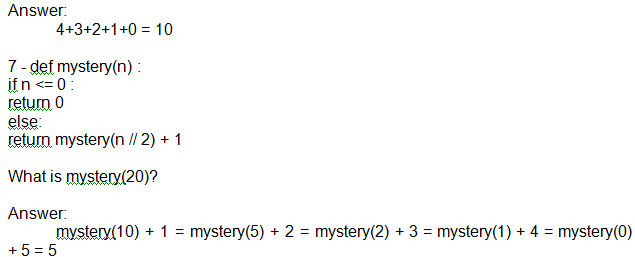 Answer:
4+3+2+1+0 = 10
7 - def mystery(n) :
if n <= 0 :
return 0
else:
return mystery(n // 2) + 1
What is mystery(20)?
Answer:
mystery(10) + 1 = mystery(5) + 2 = mystery(2) + 3 = mystery(1) + 4 = mystery(0)
+ 5 = 5